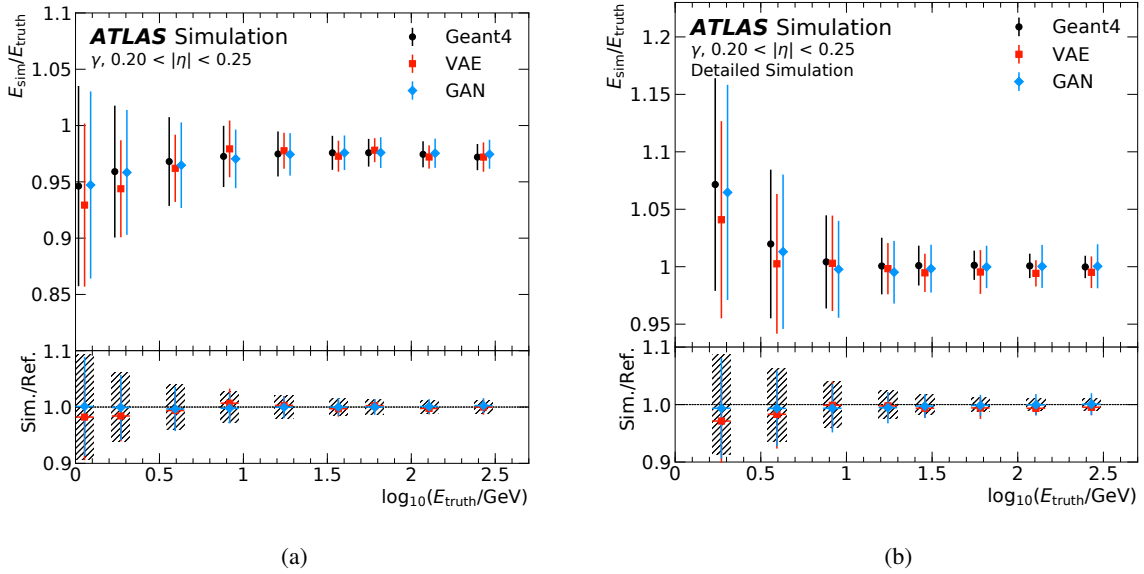 ATLAS Simulation
γ, 0.20 < |η| < 0.25
Geant4
VAE
GAN
E_sim/E_truth
1.1
1.05
1
0.95
0.9
0.85
Sim./Ref.
1.1
1.0
0.9
0 0.5 1 1.5 2 2.5
log10(E_truth/GeV)
(a)
ATLAS Simulation
γ, 0.20 < |η| < 0.25
Detailed Simulation
Geant4
VAE
GAN
E_sim/E_truth
1.2
1.15
1.1
1.05
1
0.95
Sim./Ref.
1.1
1.0
0.9
0 0.5 1 1.5 2 2.5
log10(E_truth/GeV)
(b)